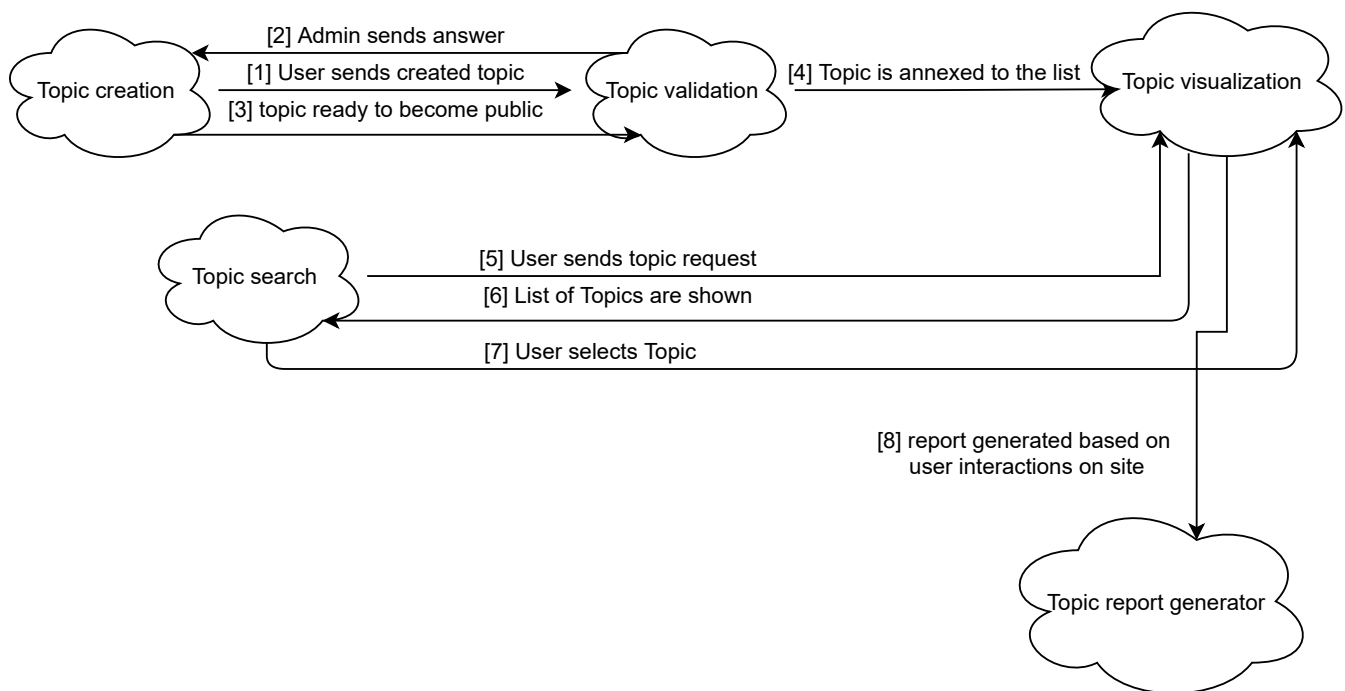 [2] Admin sends answer
Topic creation
[1] User sends created topic
Topic validation
[4] Topic is annexed to the list
Topic visualization
[3] topic ready to become public
Topic search
[5] User sends topic request
[6] List of Topics are shown
[7] User selects Topic
[8] report generated based on
user interactions on site
Topic report generator